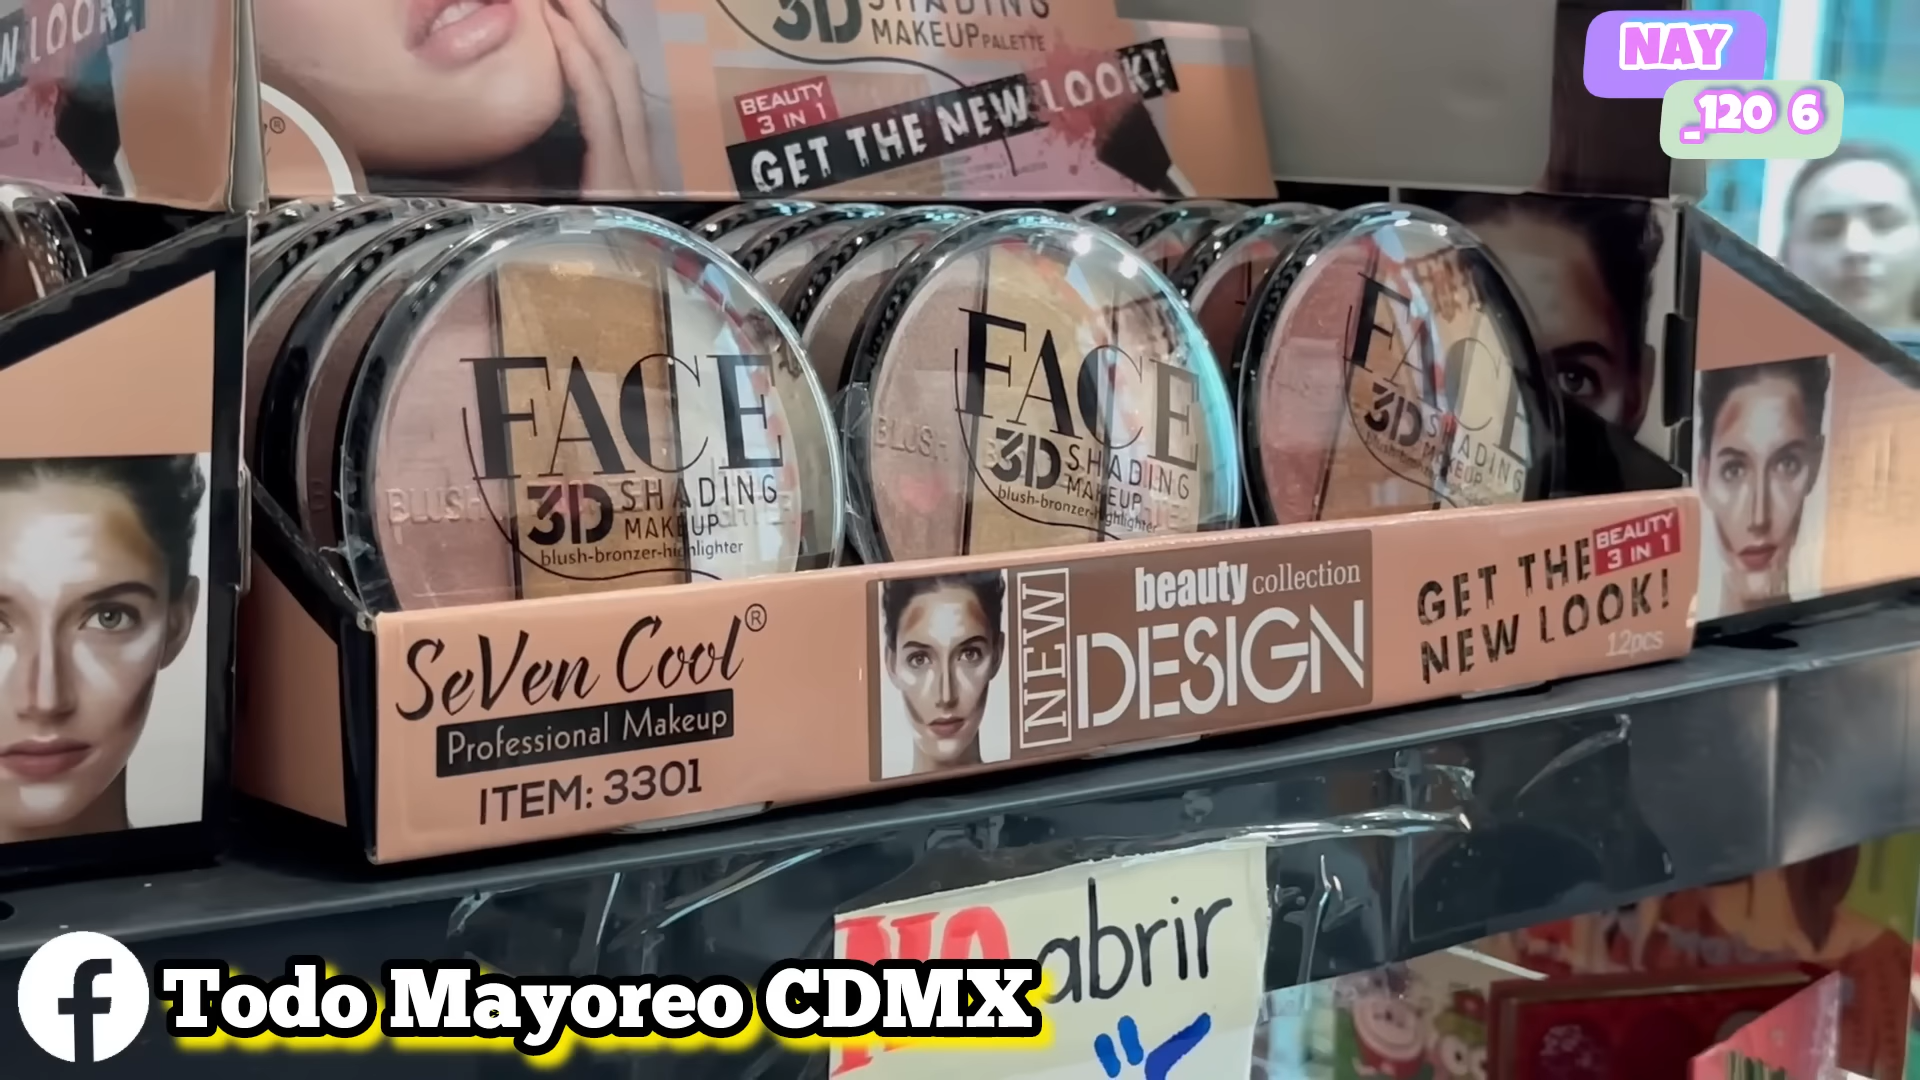 W LOOK!
3D SHADING
MAKEUP PALETTE
BEAUTY
3 IN 1
GET THE NEW LOOK!
NAY
_120 6
FACE
3D SHADING
MAKEUP
blush-bronzer-highlighter
BLUSH
FACE
3D SHADING
MAKEUP
blush-bronzer-highlighter
BLUSH
FACE
3D SHADING
MAKEUP
SeVen Cool®
Professional Makeup
ITEM: 3301
NEW
beauty collection
DESIGN
GET THE
NEW LOOK!
BEAUTY
3 IN 1
12pcs
NO abrir
Todo Mayoreo CDMX